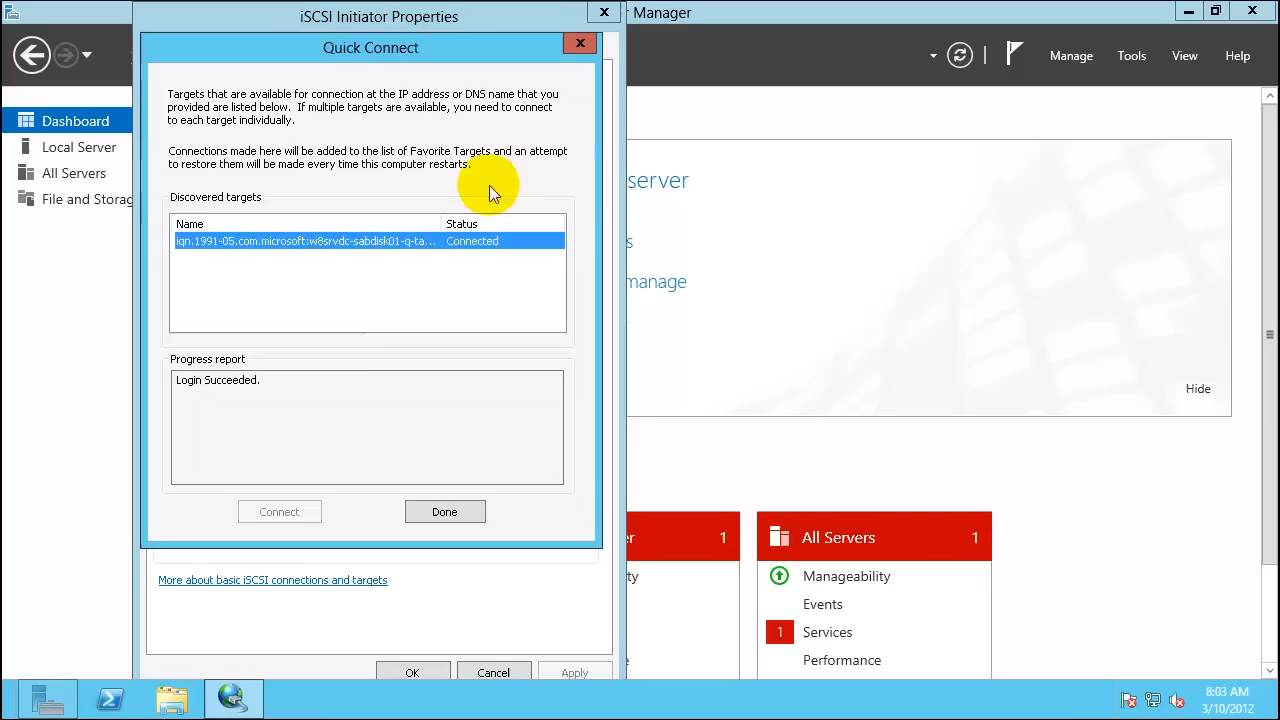 iSCSI Initiator Properties
Manager
Quick Connect
Manage
Tools
View
Help
Targets that are available for connection at the IP address or DNS name that you
provided are listed below. If multiple targets are available, you need to connect
to each target individually.
Connections made here will be added to the list of Favorite Targets and an attempt
to restore them will be made every time this computer restarts.
Dashboard
Local Server
All Servers
File and Storag
server
Discovered targets
Name
Status
iqn.1991-05.com.microsoft:w8srvdc-sabdisk01-q-ta...
Connected
s
manage
Progress report
Login Succeeded.
Hide
Connect
Done
er
1
All Servers
1
More about basic iSCSI connections and targets
ty
Manageability
Events
1
Services
e
Performance
OK
Cancel
Apply
8:03 AM
3/10/2012